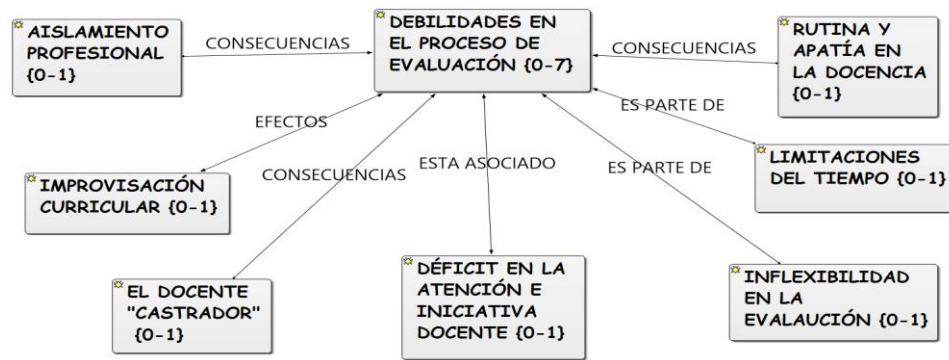 AISLAMIENTO
PROFESIONAL
{0-1}
CONSECUENCIAS
DEBILIDADES EN
EL PROCESO DE
EVALUACIÓN {0-7}
CONSECUENCIAS
RUTINA Y
APATÍA EN
LA DOCENCIA
{0-1}
EFECTOS
ES PARTE DE
IMPROVISACIÓN
CURRICULAR {0-1}
CONSECUENCIAS
ESTA ASOCIADO
ES PARTE DE
LIMITACIONES
DEL TIEMPO {0-1}
EL DOCENTE
"CASTRADOR"
{0-1}
DÉFICIT EN LA
ATENCIÓN E
INICIATIVA
DOCENTE {0-1}
INFLEXIBILIDAD
EN LA
EVALAUCIÓN {0-1}